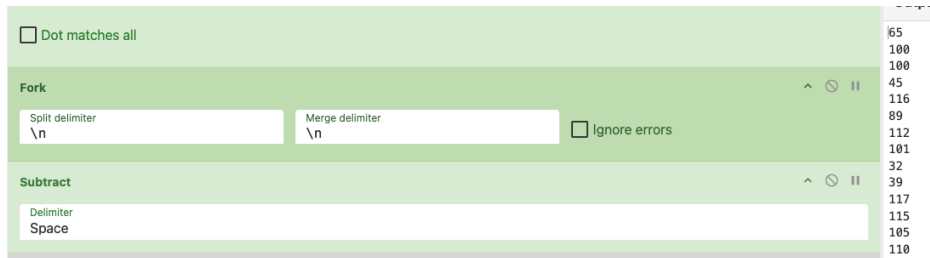 Dot matches all
Fork
Split delimiter
\n
Merge delimiter
\n
Ignore errors
Subtract
Delimiter
Space
65
100
100
45
116
89
112
101
32
39
117
115
105
110